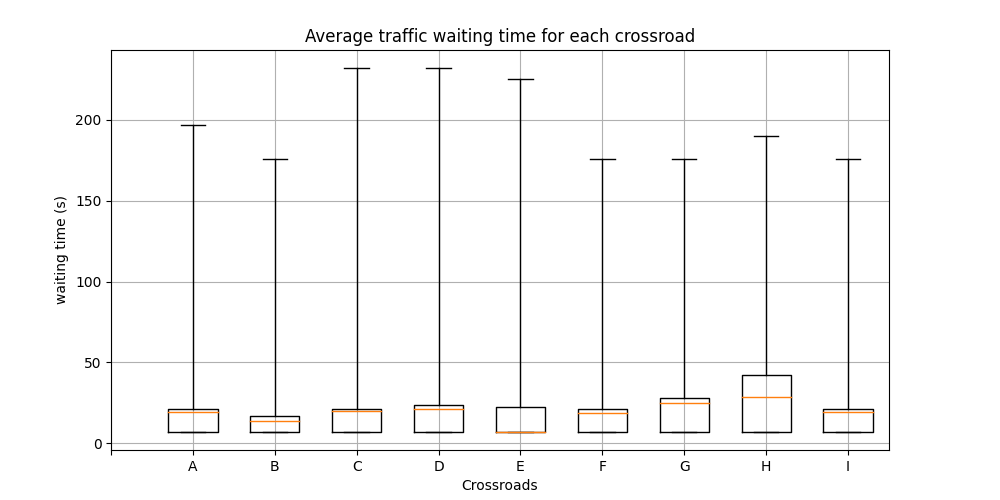 Average traffic waiting time for each crossroad
200
150
100
50
0
waiting time (s)
A B C D E F G H I
Crossroads